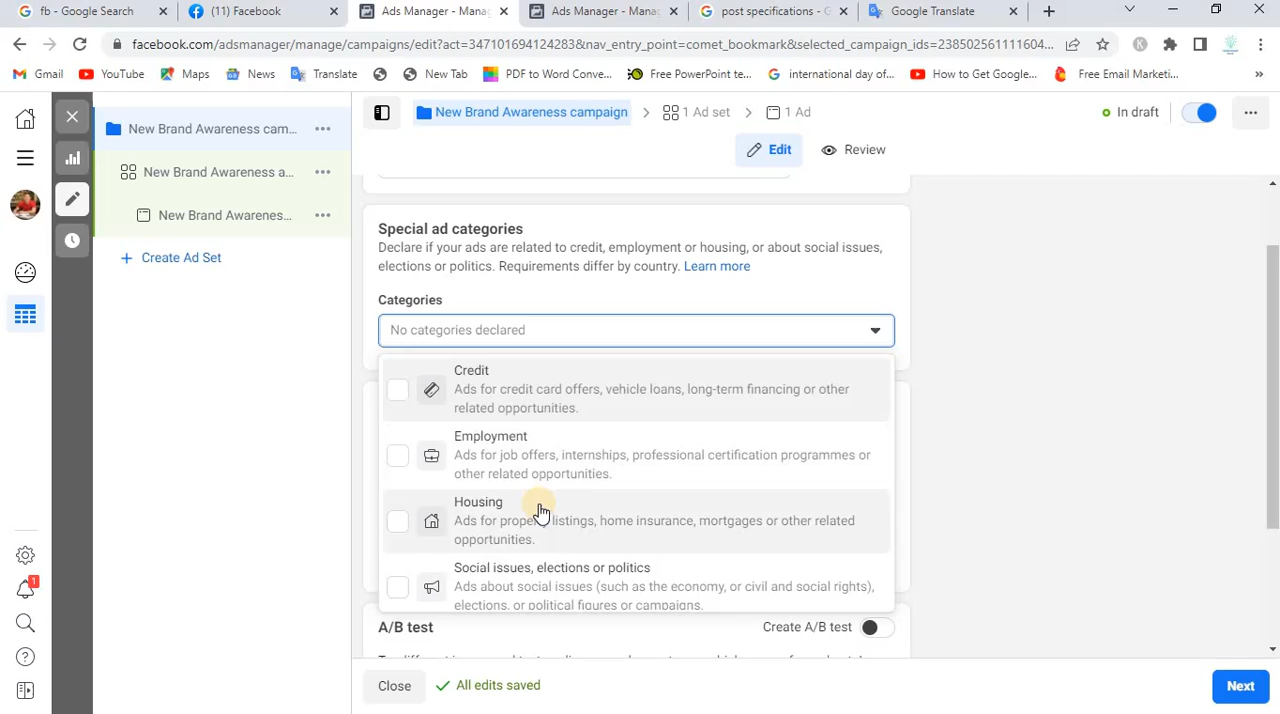 fb - Google Search
(11) Facebook
Ads Manager - Manag
Ads Manager - Manag
post specifications - G
Google Translate
facebook.com/adsmanager/manage/campaigns/edit?act=347101694724283&nav_entry_point=comet_bookmark&selected_campaign_ids=238502561111604...
Gmail
YouTube
Maps
News
Translate
New Tab
PDF to Word Conve...
Free PowerPoint te...
international day of...
How to Get Google...
Free Email Marketi...
»
New Brand Awareness cam...
New Brand Awareness a...
New Brand Awarenes...
+ Create Ad Set
New Brand Awareness campaign
1 Ad set
1 Ad
In draft
Edit
Review
Special ad categories
Declare if your ads are related to credit, employment or housing, or about social issues,
elections or politics. Requirements differ by country. Learn more
Categories
No categories declared
Credit
Ads for credit card offers, vehicle loans, long-term financing or other
related opportunities.
Employment
Ads for job offers, internships, professional certification programmes or
other related opportunities.
Housing
Ads for property listings, home insurance, mortgages or other related
opportunities.
Social issues, elections or politics
Ads about social issues (such as the economy, or civil and social rights),
elections, or political figures or campaigns.
A/B test
Create A/B test
1
Close
All edits saved
Next